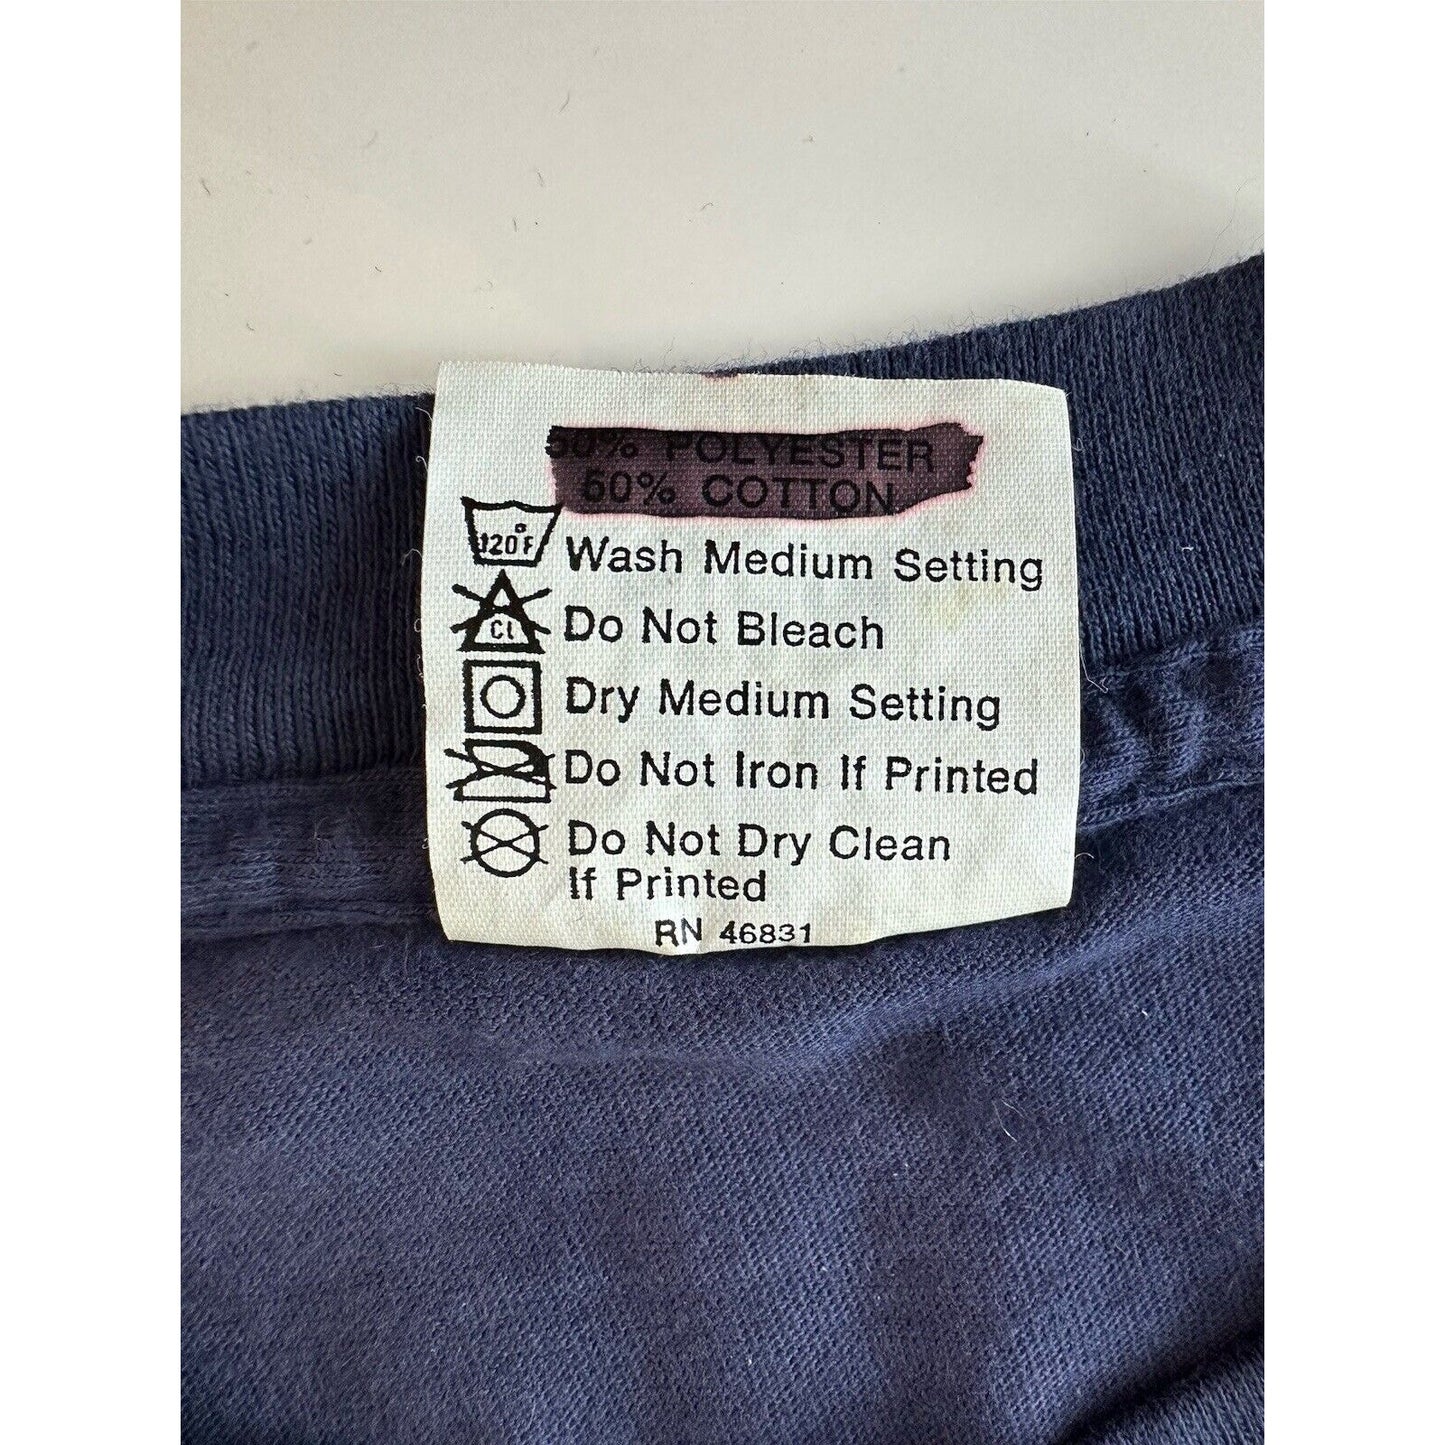 50% POLYESTER
50% COTTON
120°F Wash Medium Setting
Cl Do Not Bleach
Dry Medium Setting
Do Not Iron If Printed
Do Not Dry Clean
If Printed
RN 46831